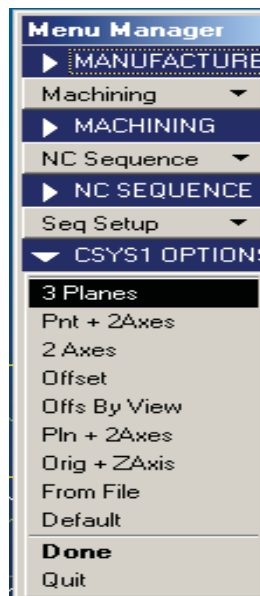 Menu Manager
MANUFACTURE
Machining
MACHINING
NC Sequence
NC SEQUENCE
Seq Setup
CSYS1 OPTIONS
3 Planes
Pnt + 2Axes
2 Axes
Offset
Offs By View
Pln + 2Axes
Orig + ZAxis
From File
Default
Done
Quit